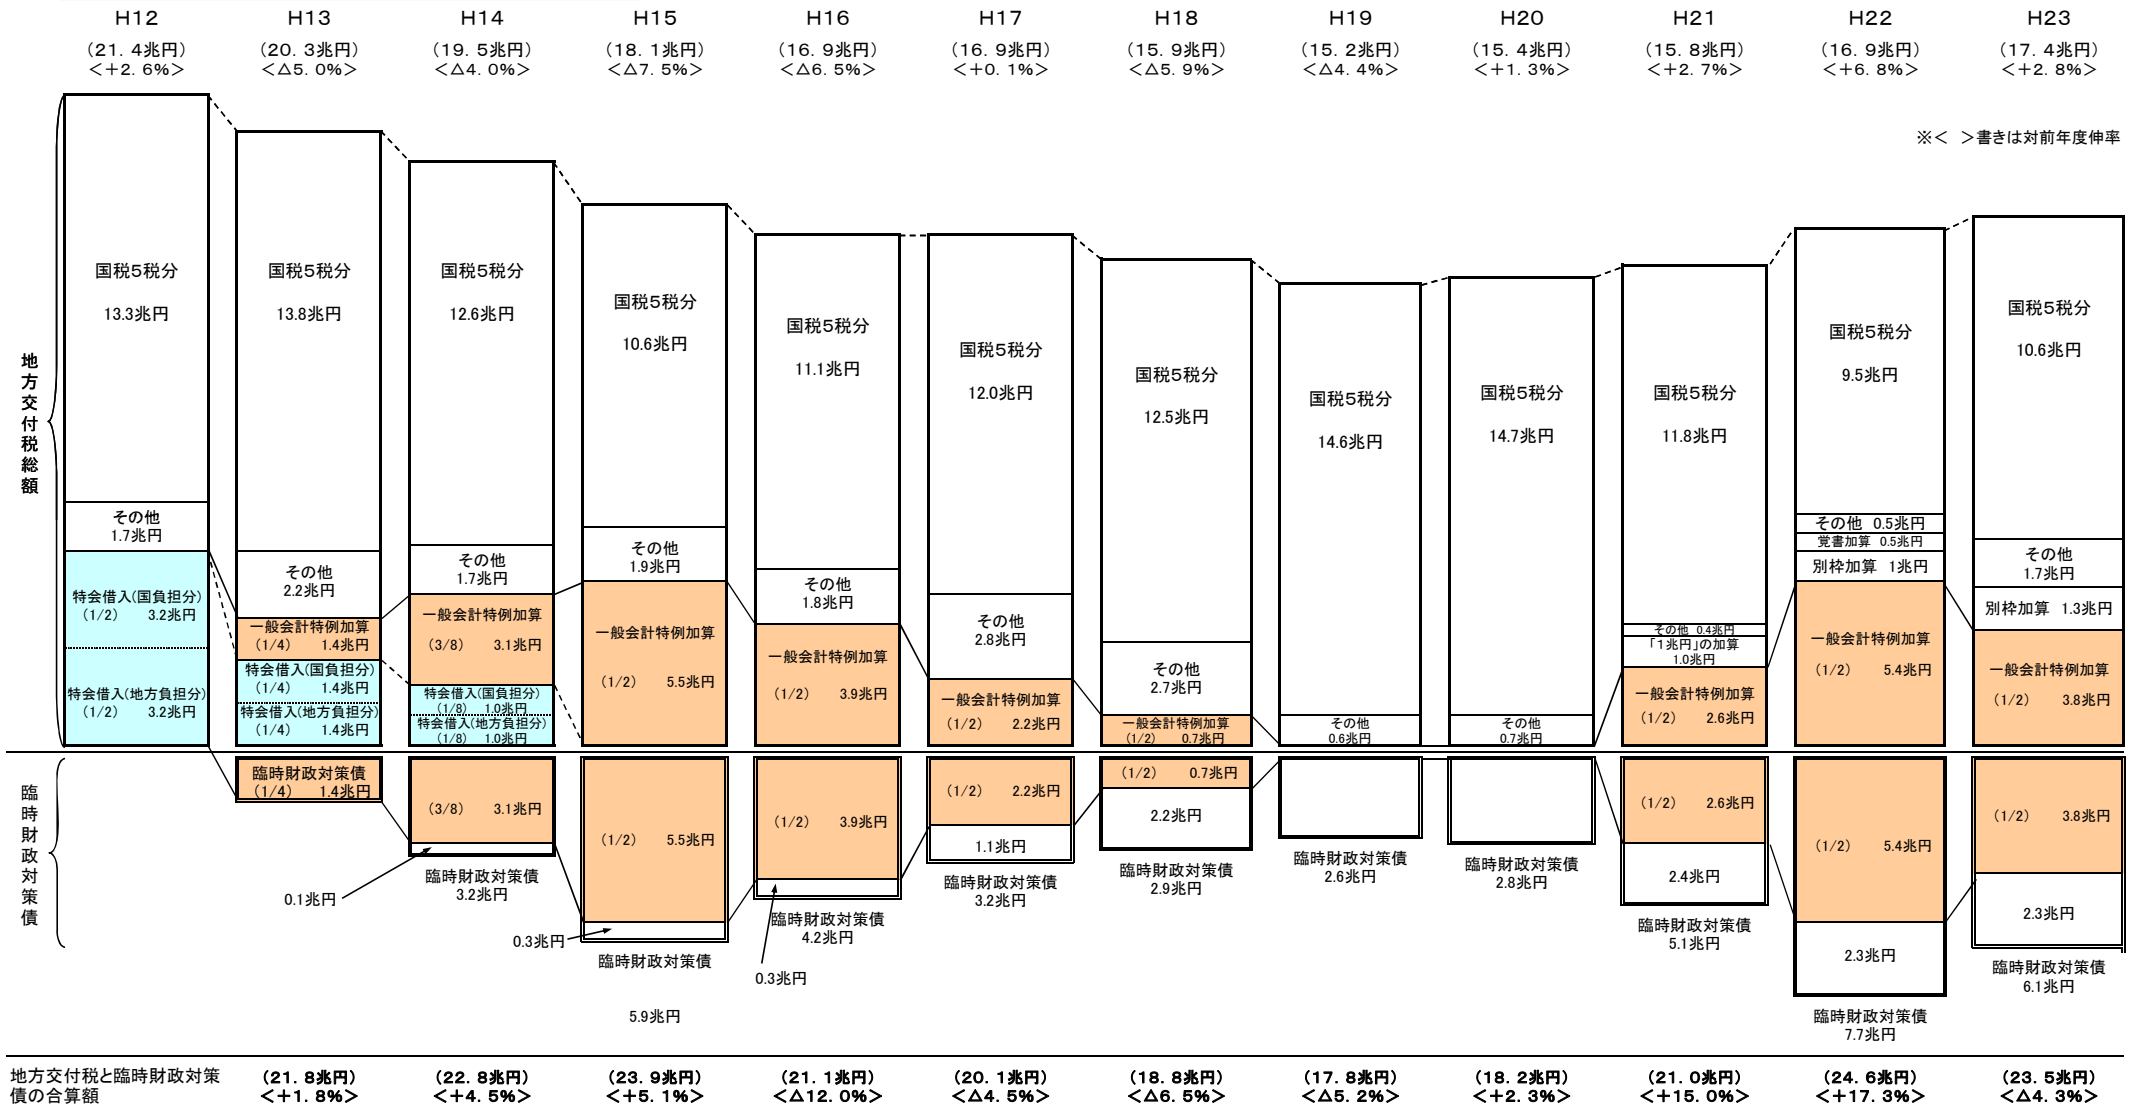 H12 H13 H14 H15 H16 H17 H18 H19 H20 H21 H22 H23
(21.4兆円) (20.3兆円) (19.5兆円) (18.1兆円) (16.9兆円) (16.9兆円) (15.9兆円) (15.2兆円) (15.4兆円) (15.8兆円) (16.9兆円) (17.4兆円)
<+2.6%> <△5.0%> <△4.0%> <△7.5%> <△6.5%> <+0.1%> <△5.9%> <△4.4%> <+1.3%> <+2.7%> <+6.8%> <+2.8%>
※< >書きは対前年度伸率
地方交付税総額
国税5税分
13.3兆円
その他
1.7兆円
特会借入(国負担分)
(1/2) 3.2兆円
特会借入(地方負担分)
(1/2) 3.2兆円
国税5税分
13.8兆円
その他
2.2兆円
一般会計特例加算
(1/4) 1.4兆円
特会借入(国負担分)
(1/4) 1.4兆円
特会借入(地方負担分)
(1/4) 1.4兆円
国税5税分
12.6兆円
その他
1.7兆円
一般会計特例加算
(3/8) 3.1兆円
特会借入(国負担分)
(1/8) 1.0兆円
特会借入(地方負担分)
(1/8) 1.0兆円
国税5税分
10.6兆円
その他
1.9兆円
一般会計特例加算
(1/2) 5.5兆円
国税5税分
11.1兆円
その他
1.8兆円
一般会計特例加算
(1/2) 3.9兆円
国税5税分
12.0兆円
その他
2.8兆円
一般会計特例加算
(1/2) 2.2兆円
国税5税分
12.5兆円
その他
2.7兆円
一般会計特例加算
(1/2) 0.7兆円
国税5税分
14.6兆円
その他
0.6兆円
国税5税分
14.7兆円
その他
0.7兆円
国税5税分
11.8兆円
その他 0.4兆円
「1兆円」の加算
1.0兆円
一般会計特例加算
(1/2) 2.6兆円
国税5税分
9.5兆円
その他 0.5兆円
覚書加算 0.5兆円
別枠加算 1兆円
一般会計特例加算
(1/2) 5.4兆円
国税5税分
10.6兆円
その他
1.7兆円
別枠加算 1.3兆円
一般会計特例加算
(1/2) 3.8兆円
臨時財政対策債
臨時財政対策債
(1/4) 1.4兆円
(3/8) 3.1兆円
0.1兆円
臨時財政対策債
3.2兆円
(1/2) 5.5兆円
0.3兆円
臨時財政対策債
5.9兆円
(1/2) 3.9兆円
臨時財政対策債
4.2兆円
0.3兆円
(1/2) 2.2兆円
1.1兆円
臨時財政対策債
3.2兆円
(1/2) 0.7兆円
2.2兆円
臨時財政対策債
2.9兆円
臨時財政対策債
2.6兆円
臨時財政対策債
2.8兆円
(1/2) 2.6兆円
2.4兆円
臨時財政対策債
5.1兆円
(1/2) 5.4兆円
2.3兆円
臨時財政対策債
7.7兆円
(1/2) 3.8兆円
2.3兆円
臨時財政対策債
6.1兆円
地方交付税と臨時財政対策
債の合算額
(21.8兆円) (22.8兆円) (23.9兆円) (21.1兆円) (20.1兆円) (18.8兆円) (17.8兆円) (18.2兆円) (21.0兆円) (24.6兆円) (23.5兆円)
<+1.8%> <+4.5%> <+5.1%> <△12.0%> <△4.5%> <△6.5%> <△5.2%> <+2.3%> <+15.0%> <+17.3%> <△4.3%>